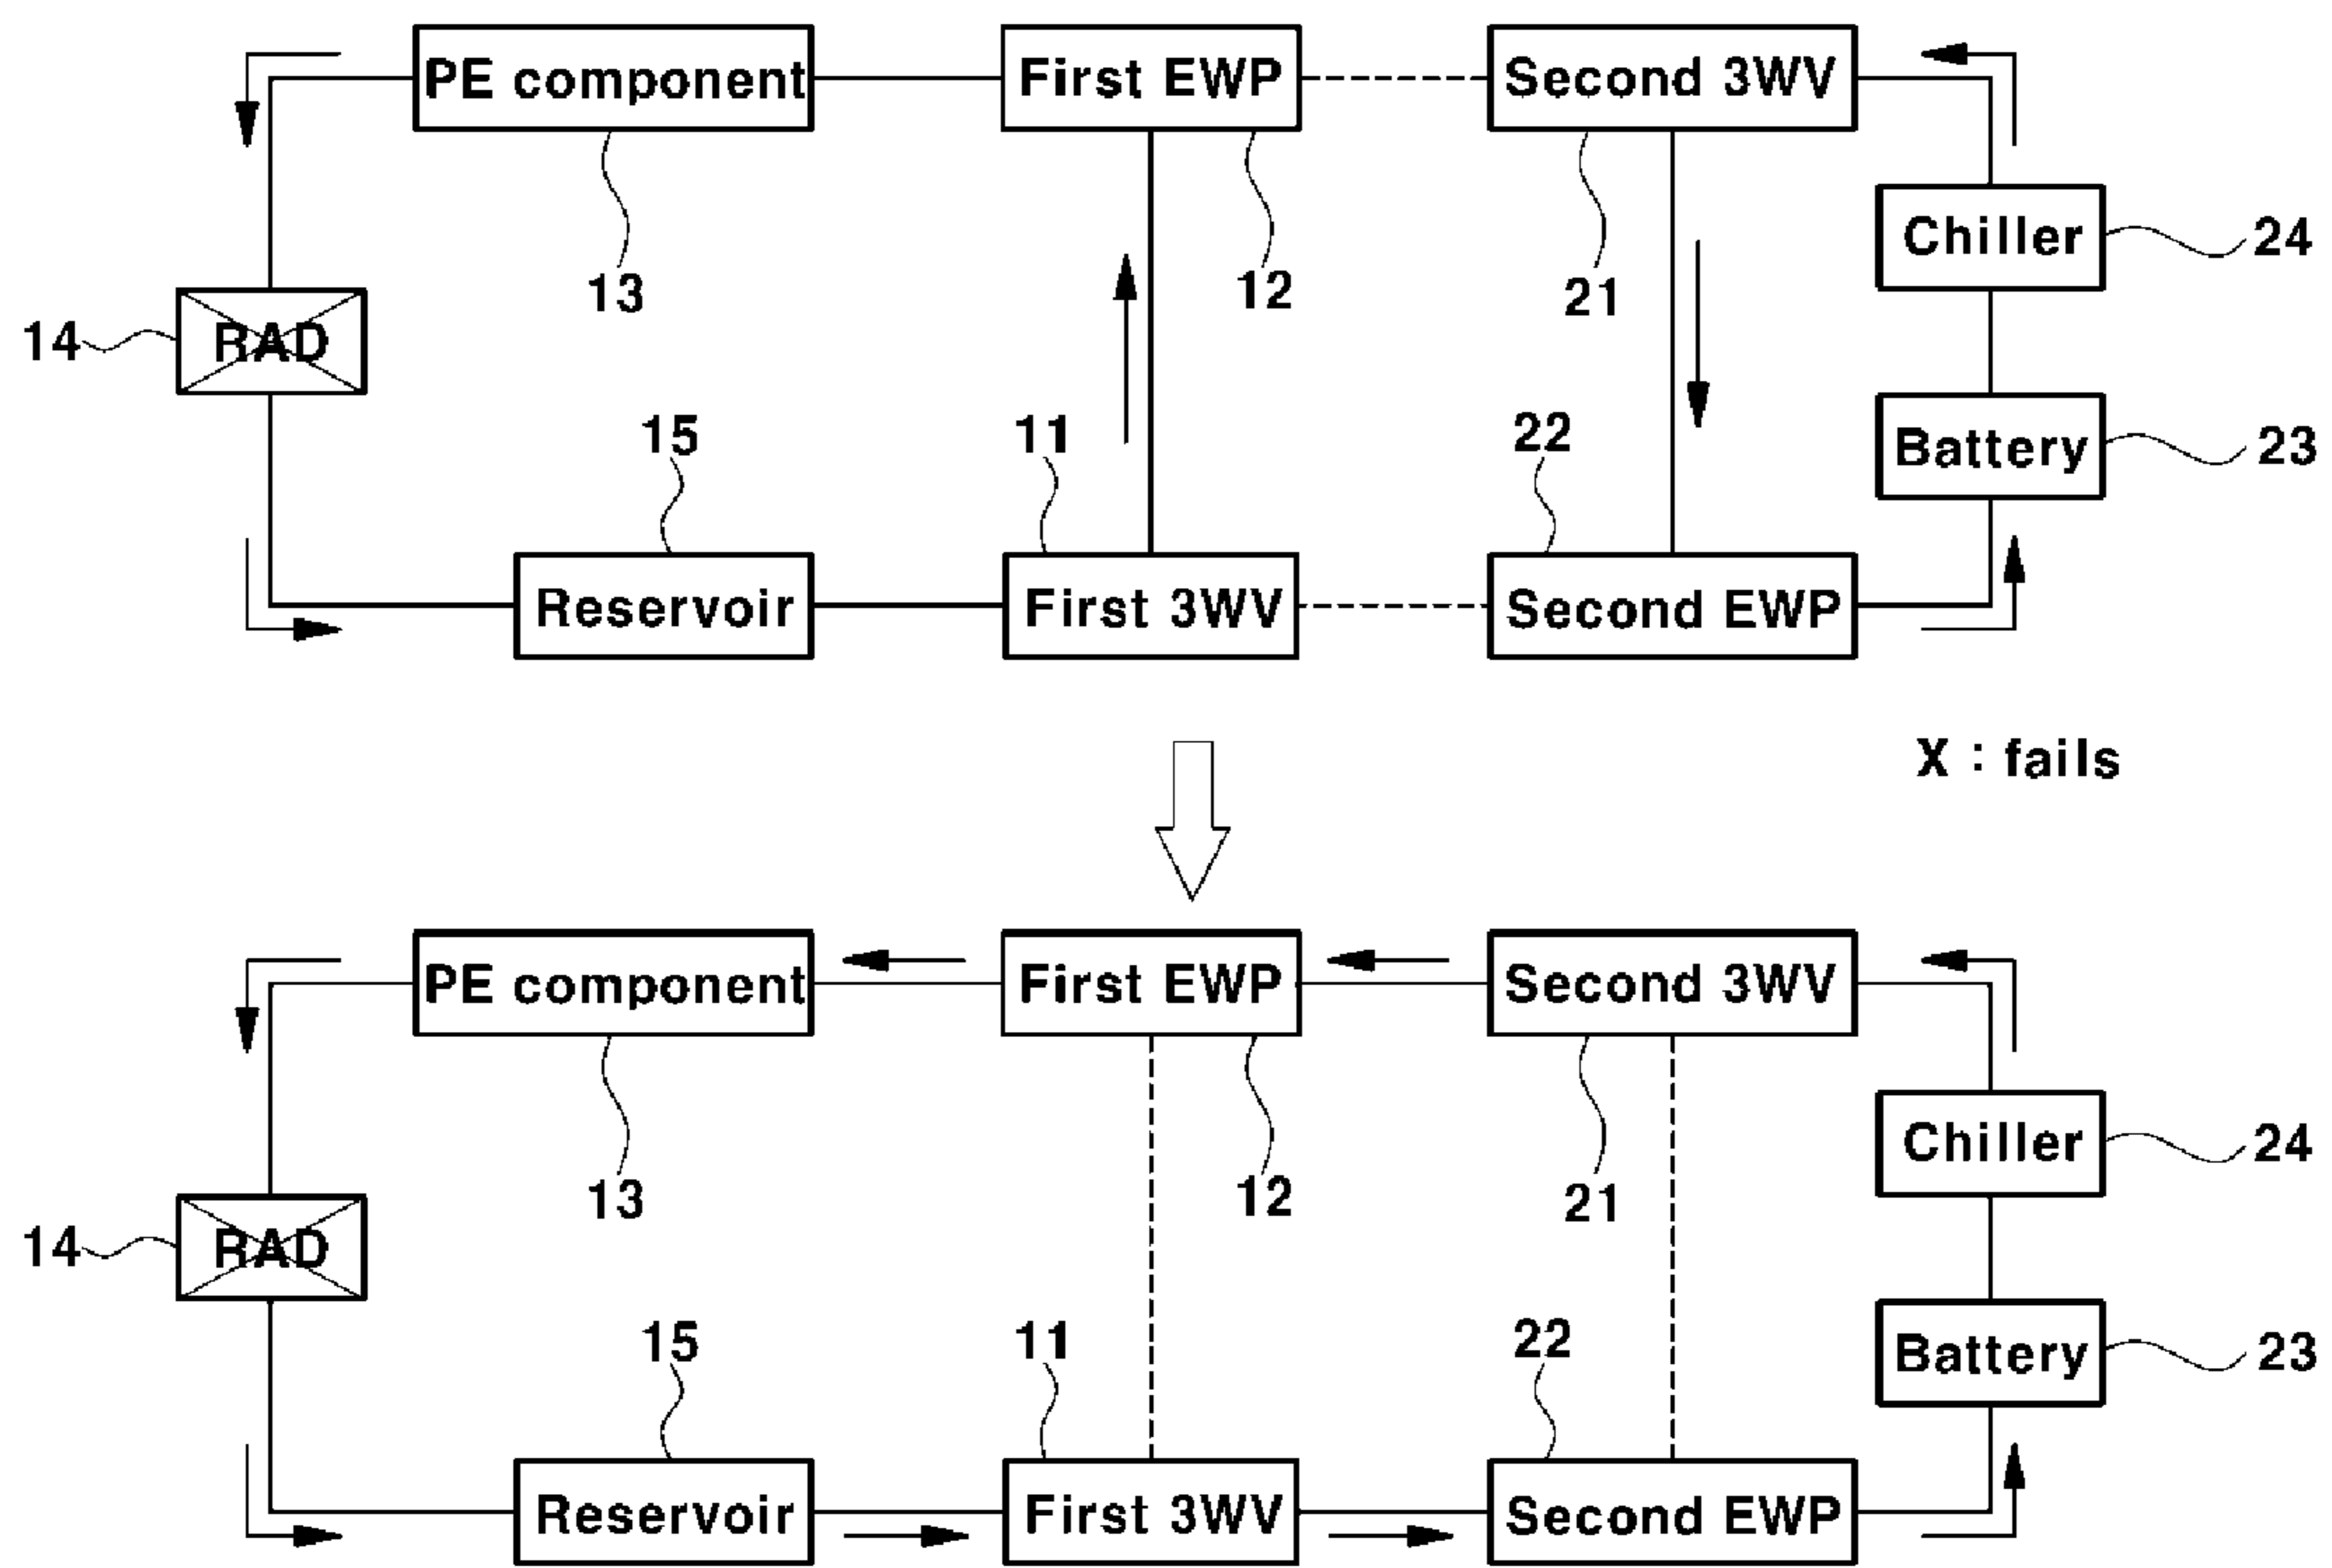 PE component
First EWP
Second 3WV
Chiller
24
13
12
21
14
RAD
15
11
22
Battery
23
Reservoir
First 3WV
Second EWP
X : fails
PE component
First EWP
Second 3WV
Chiller
24
13
12
21
14
RAD
15
11
22
Battery
23
Reservoir
First 3WV
Second EWP